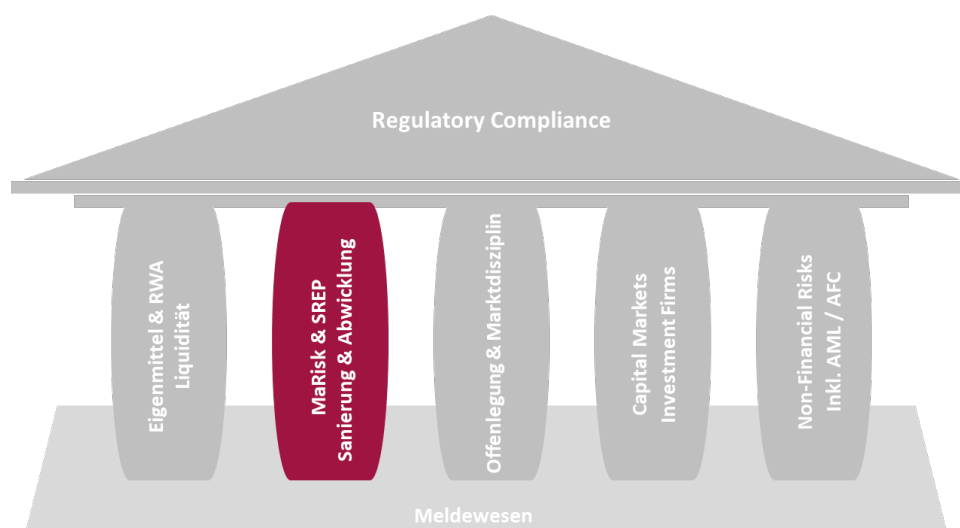 Regulatory Compliance
Eigenmittel & RWA
Liquidität
MaRisk & SREP
Sanierung & Abwicklung
Offenlegung & Marktdisziplin
Capital Markets
Investment Firms
Non-Financial Risks
Inkl. AML / AFC
Meldewesen